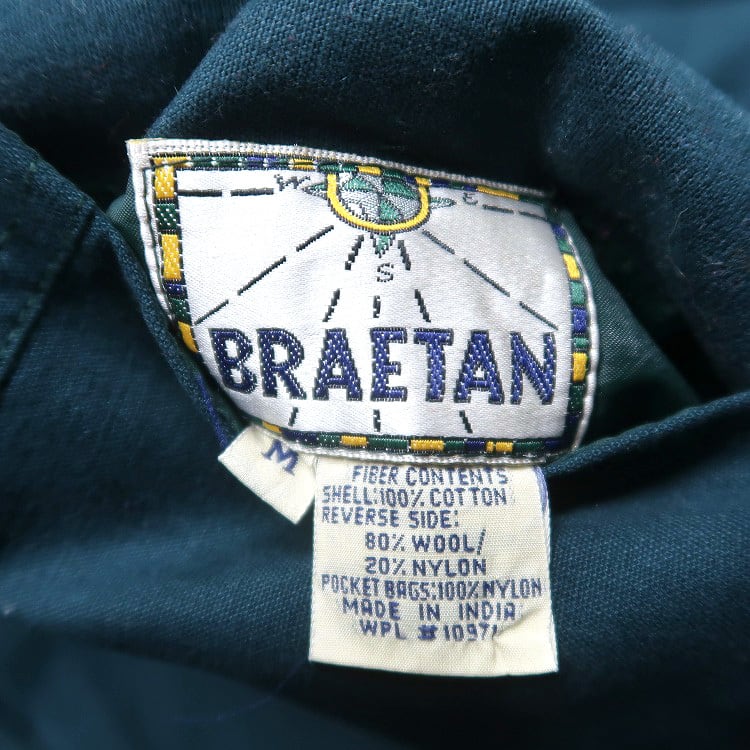 W E
S
BRAETAN
M
FIBER CONTENTS
SHELL:100% COTTON
REVERSE SIDE:
80% WOOL/
20% NYLON
POCKET BAGS:100% NYLON
MADE IN INDIA
WPL #10971